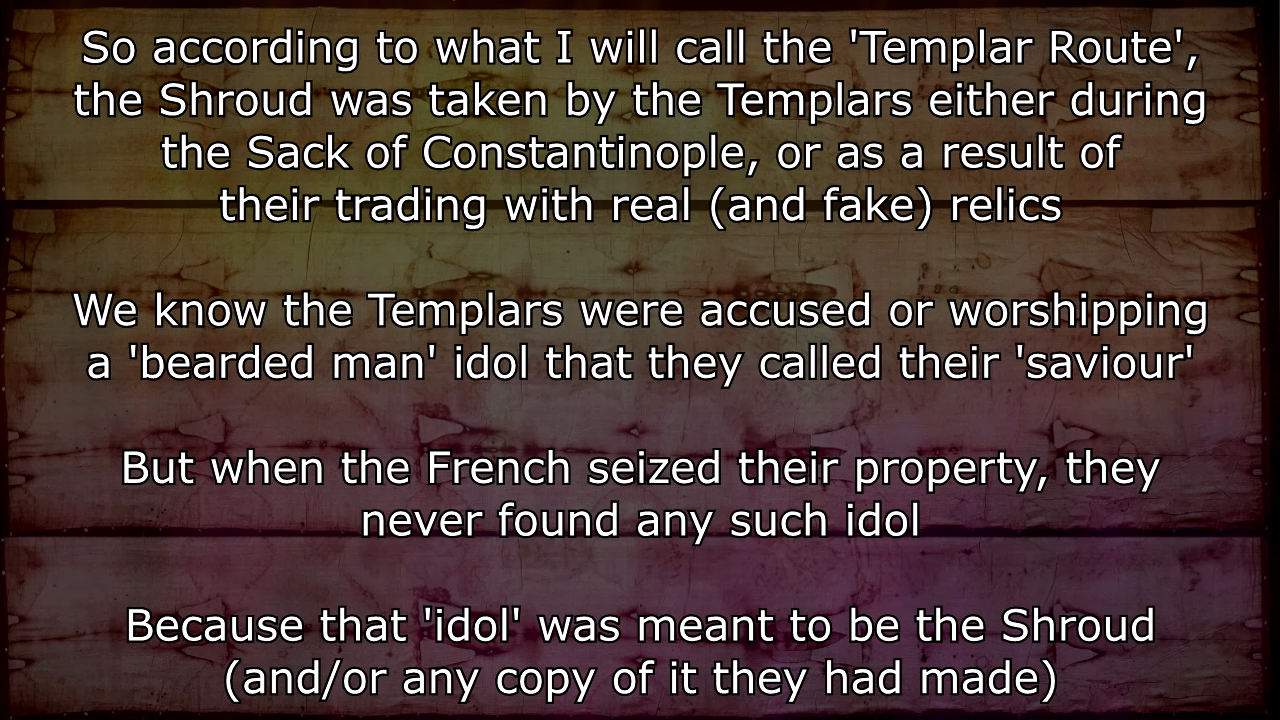 So according to what I will call the 'Templar Route',
the Shroud was taken by the Templars either during
the Sack of Constantinople, or as a result of
their trading with real (and fake) relics
We know the Templars were accused or worshipping
a 'bearded man' idol that they called their 'saviour'
But when the French seized their property, they
never found any such idol
Because that 'idol' was meant to be the Shroud
(and/or any copy of it they had made)